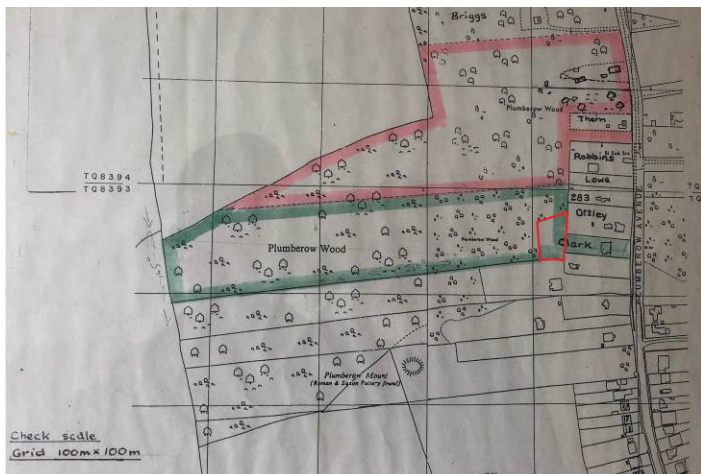 Briggs
Plumberow Wood
Thorn
Robbins
Lowe
TQ8394
TQ8393
283
Ottley
Plumberow Wood
Plumberow Wood
Clark
PLUMBEROW AVENUE
Plumberow Mount
(Roman & Saxon Pottery found)
Check scale
Grid 100m x 100m